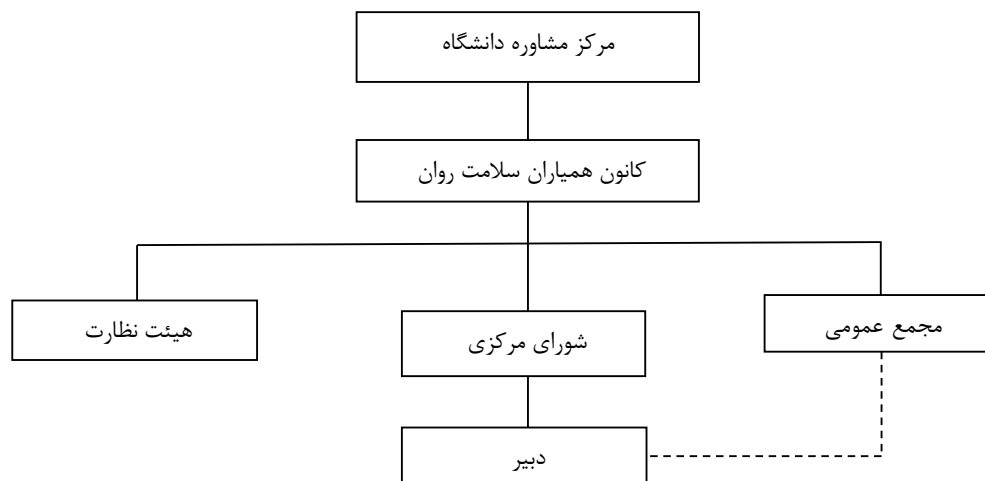 مرکز مشاوره دانشگاه
کانون همیاران سلامت روان
مجمع عمومی
شورای مرکزی
هیئت نظارت
دبیر